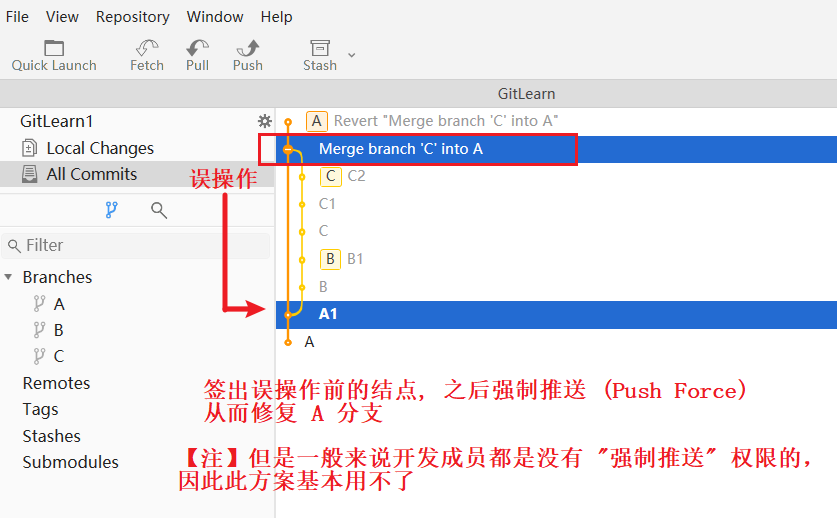 File View Repository Window Help
Quick Launch Fetch Pull Push Stash
GitLearn
GitLearn1
A Revert "Merge branch 'C' into A"
Local Changes
Merge branch 'C' into A
All Commits
误操作
C C2
C1
C
Filter
B B1
Branches
B
A
A1
B
A
C
Remotes
Tags
Stashes
Submodules
签出误操作前的结点, 之后强制推送 (Push Force)
从而修复 A 分支
【注】但是一般来说开发成员都是没有 "强制推送" 权限的,
因此此方案基本用不了